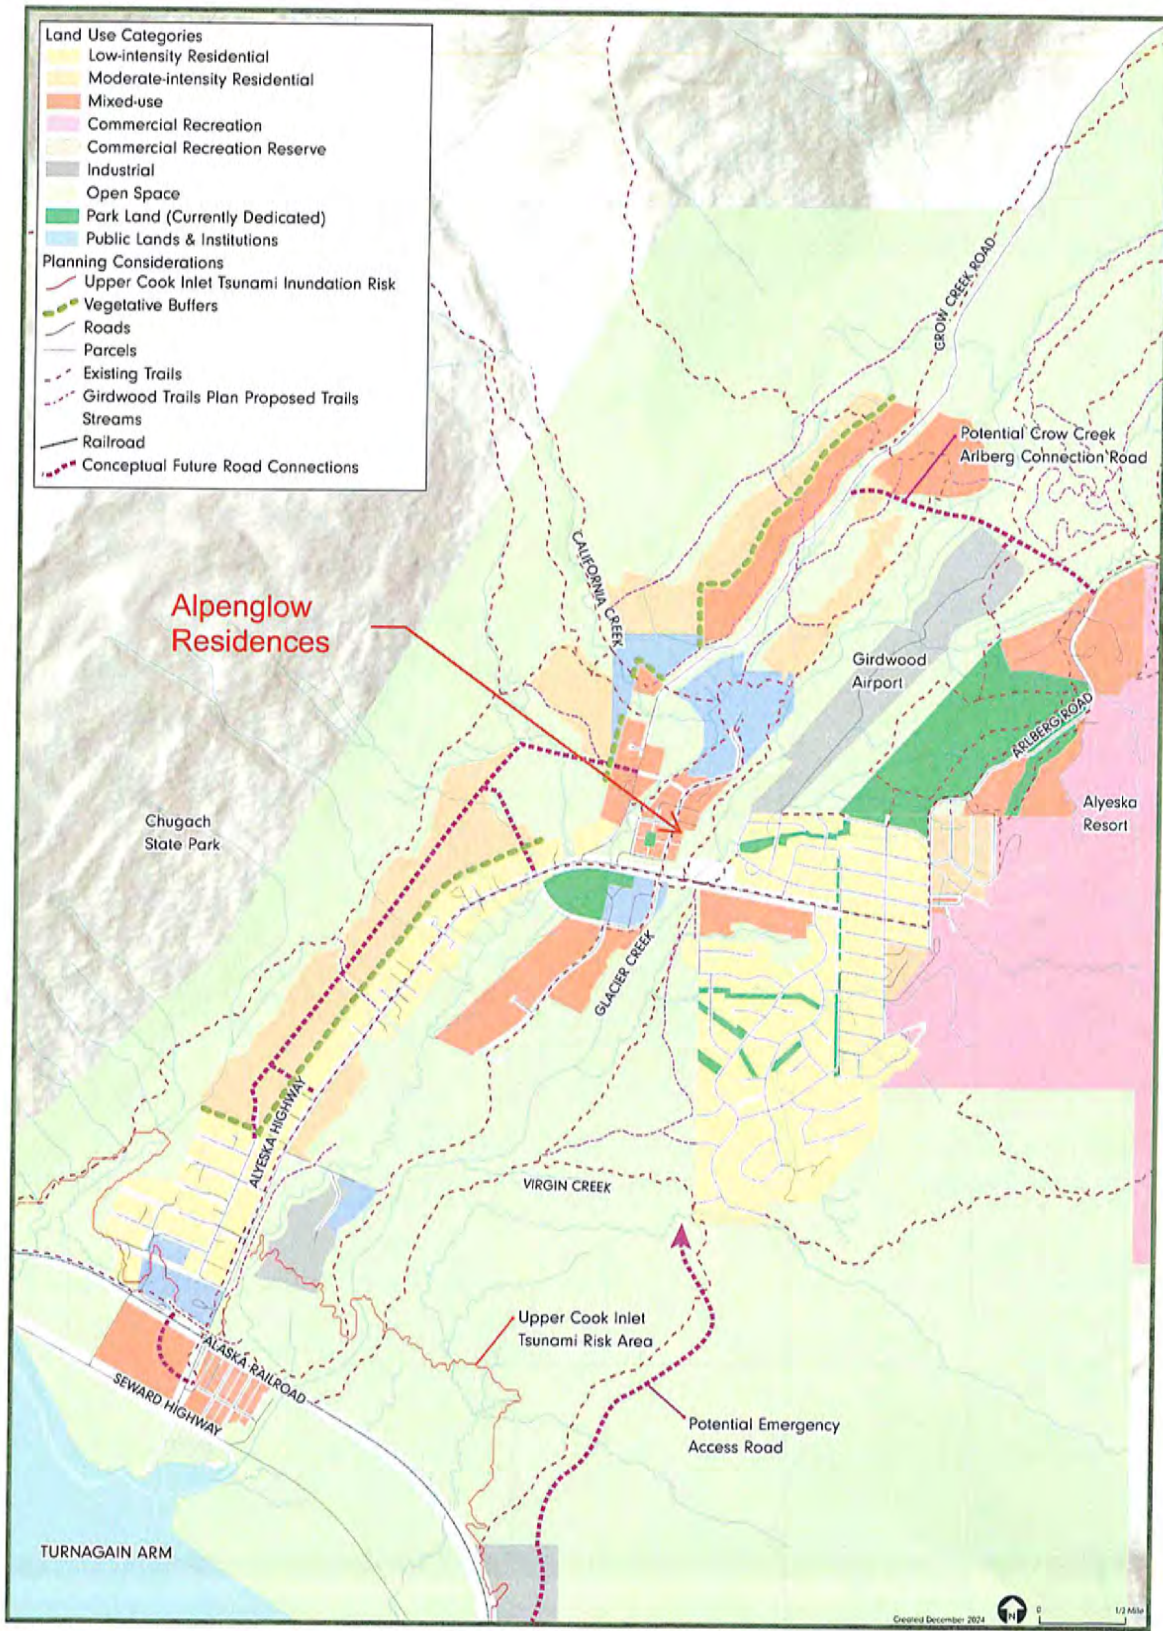 Land Use Categories
Low-intensity Residential
Moderate-intensity Residential
Mixed-use
Commercial Recreation
Commercial Recreation Reserve
Industrial
Open Space
Park Land (Currently Dedicated)
Public Lands & Institutions
Planning Considerations
Upper Cook Inlet Tsunami Inundation Risk
Vegetative Buffers
Roads
Parcels
Existing Trails
Girdwood Trails Plan Proposed Trails
Streams
Railroad
Conceptual Future Road Connections
CROW CREEK ROAD
Potential Crow Creek
Arlberg Connection Road
CALIFORNIA CREEK
Alpenglow
Residences
Girdwood
Airport
ARLBERG ROAD
Alyeska
Resort
Chugach
State Park
GLACIER CREEK
ALYESKA HIGHWAY
VIRGIN CREEK
Upper Cook Inlet
Tsunami Risk Area
ALASKA RAILROAD
SEWARD HIGHWAY
Potential Emergency
Access Road
TURNAGAIN ARM
Created December 2024
N
0
1/2 Mile